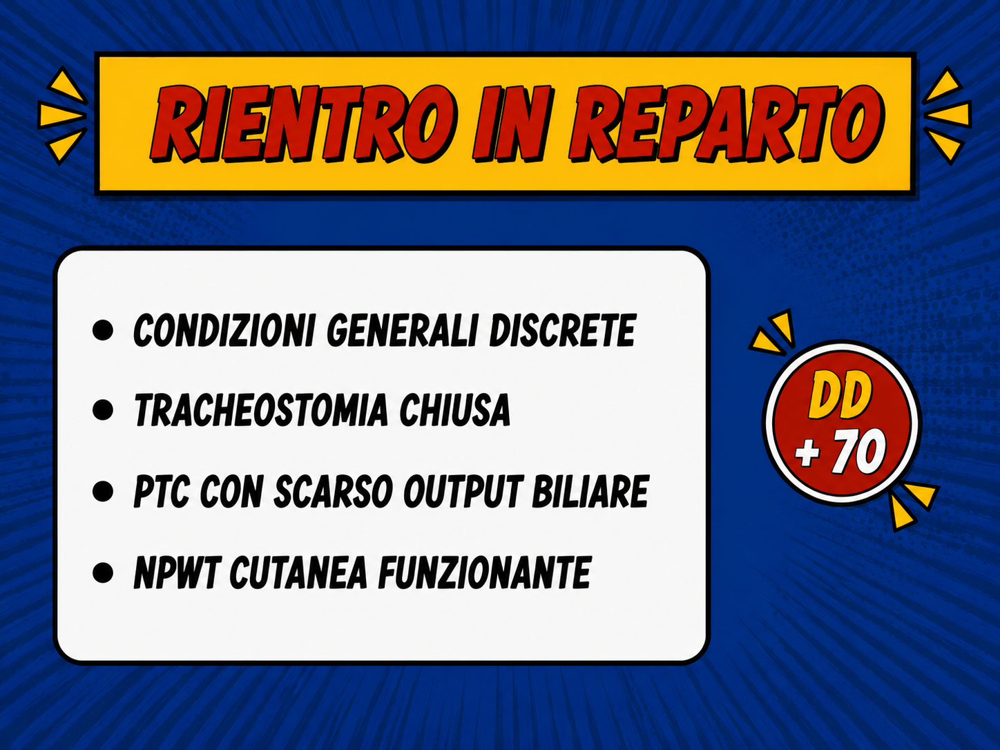 RIENTRO IN REPARTO
• CONDIZIONI GENERALI DISCRETE
• TRACHEOSTOMIA CHIUSA
• PTC CON SCARSO OUTPUT BILIARE
• NPWT CUTANEA FUNZIONANTE
DD
+ 70